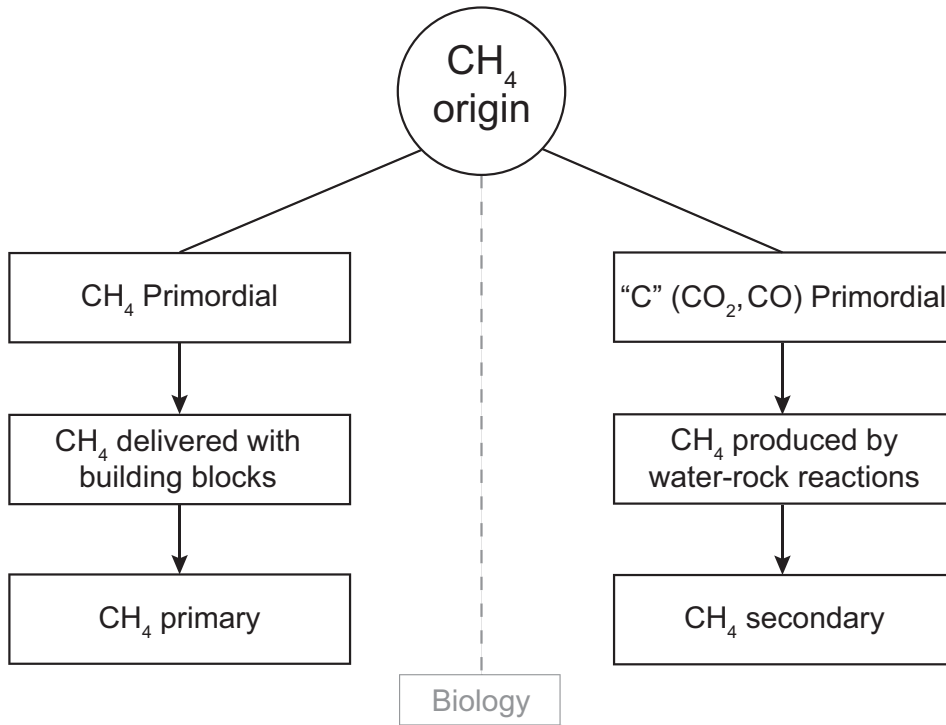 CH₄
origin
CH₄ Primordial
“C” (CO₂, CO) Primordial
CH₄ delivered with
building blocks
CH₄ produced by
water-rock reactions
CH₄ primary
CH₄ secondary
Biology